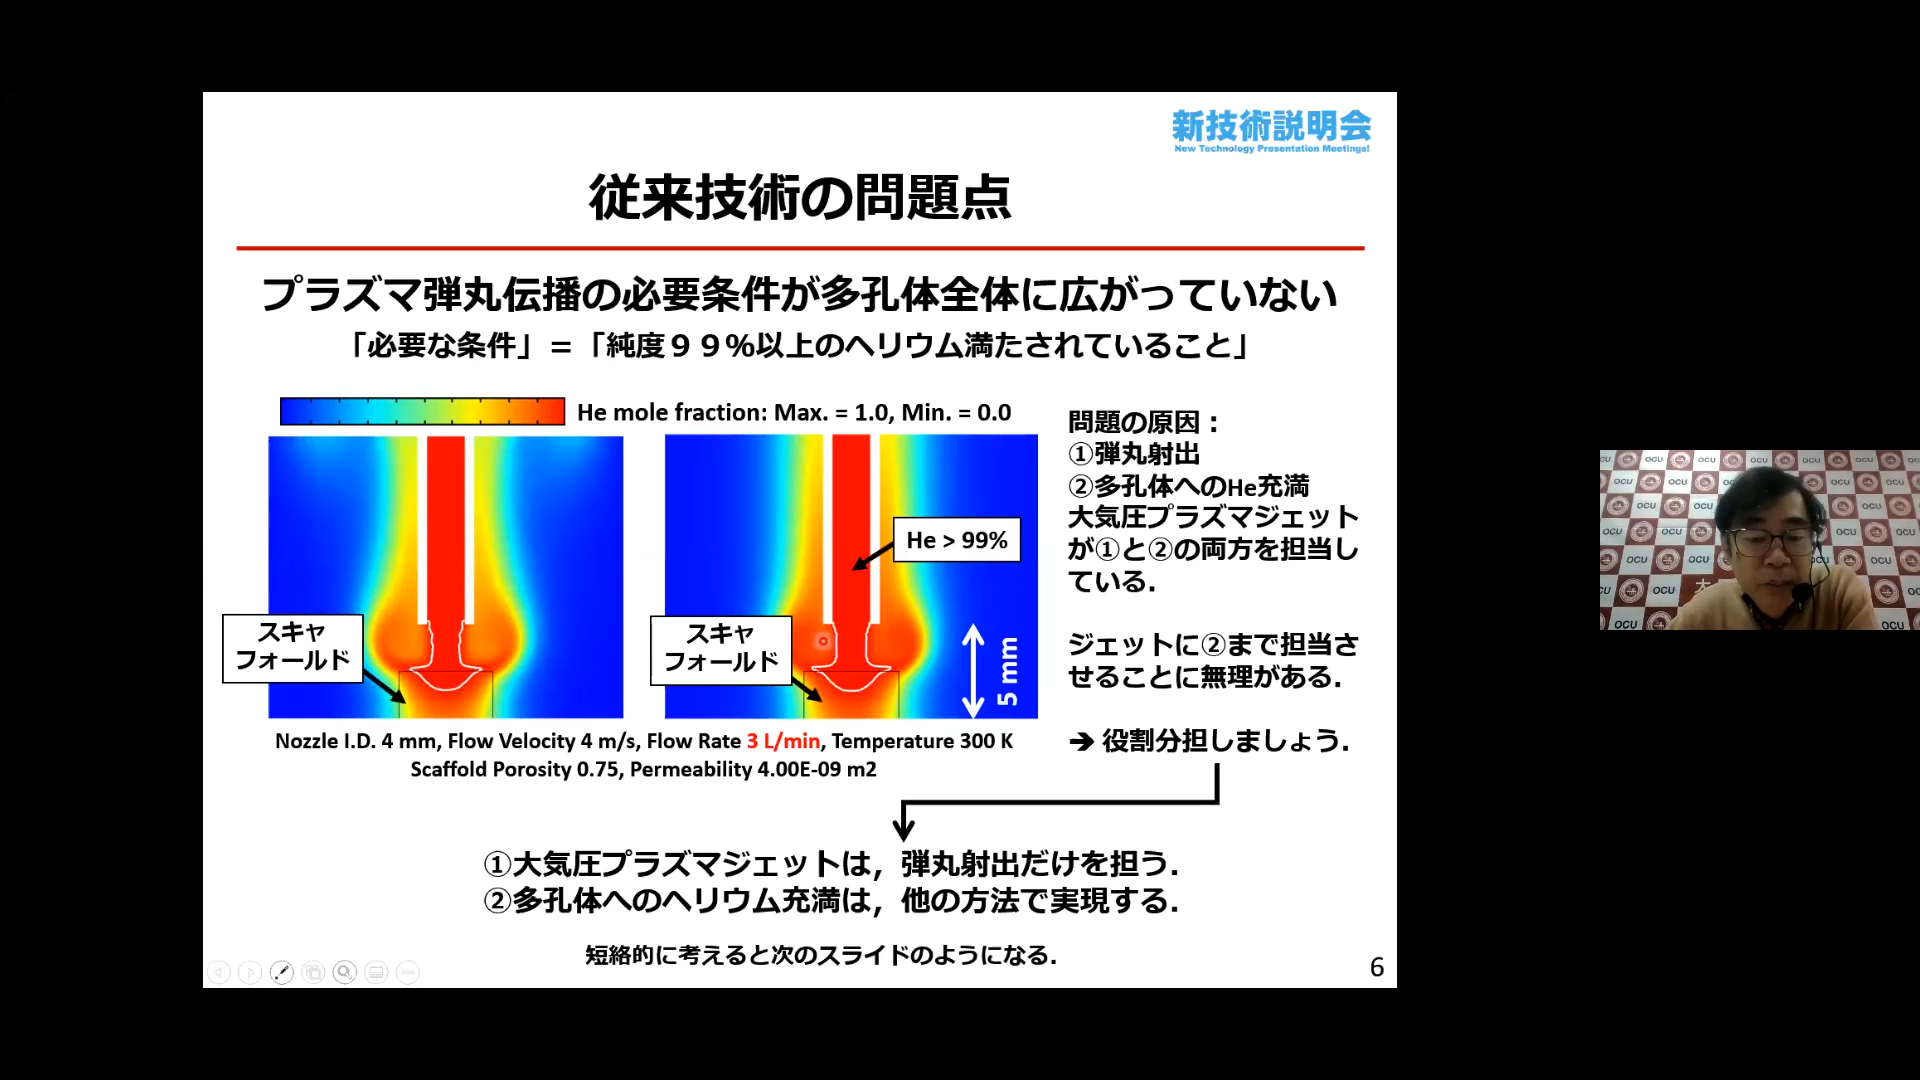 新技術説明会
New Technology Presentation Meetings!
従来技術の問題点
プラズマ弾丸伝播の必要条件が多孔体全体に広がっていない
「必要な条件」＝「純度９９%以上のヘリウム満たされていること」
He mole fraction: Max. = 1.0, Min. = 0.0
He > 99%
スキャ
フォールド
スキャ
フォールド
5 mm
Nozzle I.D. 4 mm, Flow Velocity 4 m/s, Flow Rate 3 L/min, Temperature 300 K
Scaffold Porosity 0.75, Permeability 4.00E-09 m2
問題の原因：
①弾丸射出
②多孔体へのHe充満
大気圧プラズマジェット
が①と②の両方を担当し
ている.
ジェットに②まで担当さ
せることに無理がある.
➔ 役割分担しましょう.
①大気圧プラズマジェットは，弾丸射出だけを担う.
②多孔体へのヘリウム充満は，他の方法で実現する.
短絡的に考えると次のスライドのようになる.
6